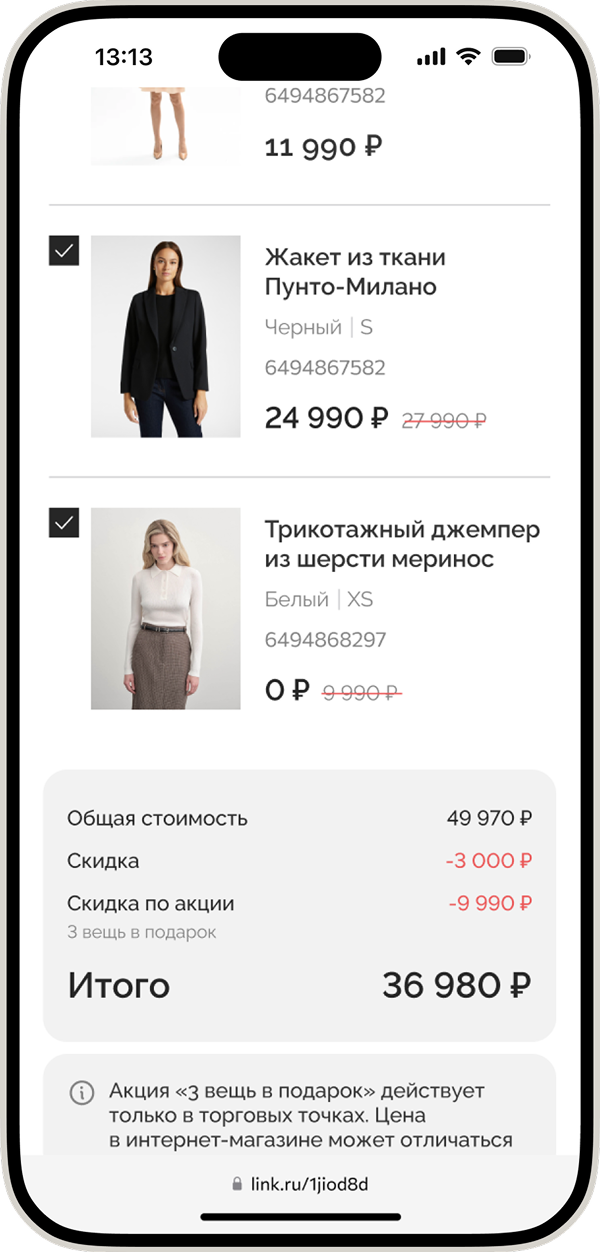 13:13
6494867582
11 990 ₽
Жакет из ткани
Пунто-Милано
Черный | S
6494867582
24 990 ₽ 27 990 ₽
Трикотажный джемпер
из шерсти меринос
Белый | XS
6494868297
0 ₽ 9 990 ₽
Общая стоимость 49 970 ₽
Скидка -3 000 ₽
Скидка по акции -9 990 ₽
3 вещь в подарок
Итого 36 980 ₽
Акция «3 вещь в подарок» действует
только в торговых точках. Цена
в интернет-магазине может отличаться
link.ru/1jiod8d